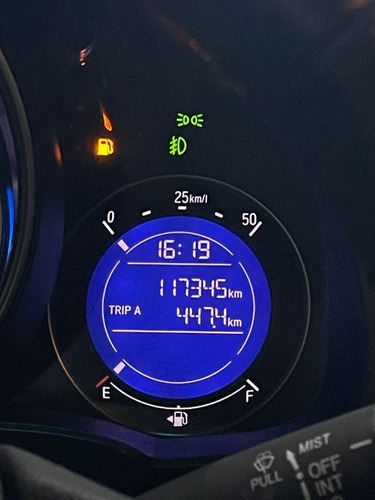 25km/l
0 50
16:19
117345km
TRIP A 447.4km
E F
MIST
PULL OFF
INT